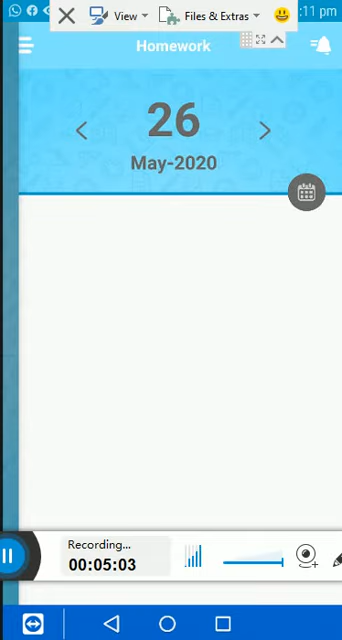 View Files & Extras :11 pm
Homework
26
May-2020
Recording...
00:05:03